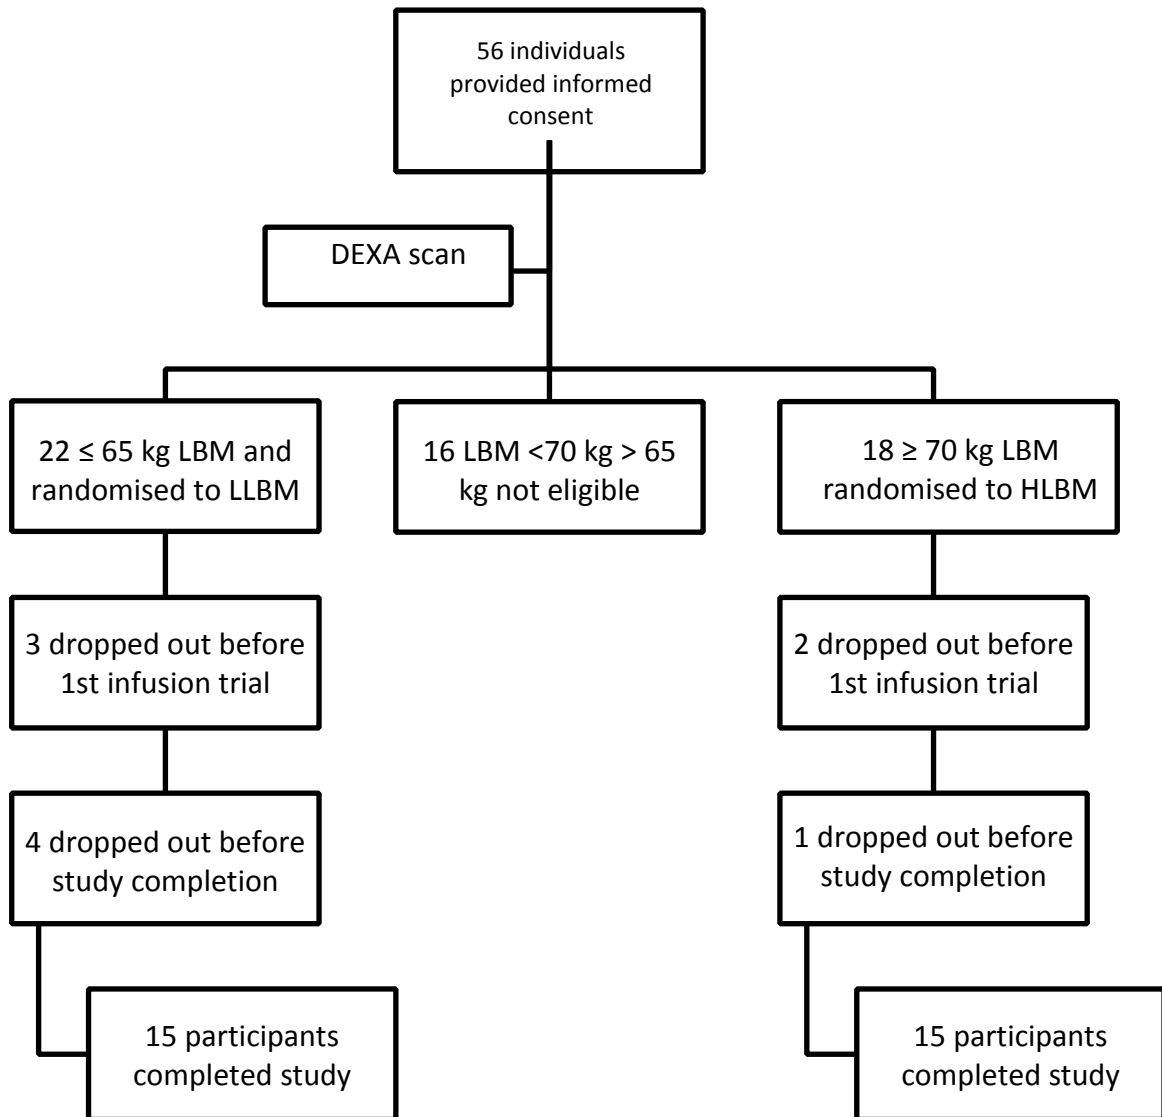 56 individuals
provided informed
consent
DEXA scan
22 ≤ 65 kg LBM and
randomised to LLBM
16 LBM <70 kg > 65
kg not eligible
18 ≥ 70 kg LBM
randomised to HLBM
3 dropped out before
1st infusion trial
2 dropped out before
1st infusion trial
4 dropped out before
study completion
1 dropped out before
study completion
15 participants
completed study
15 participants
completed study